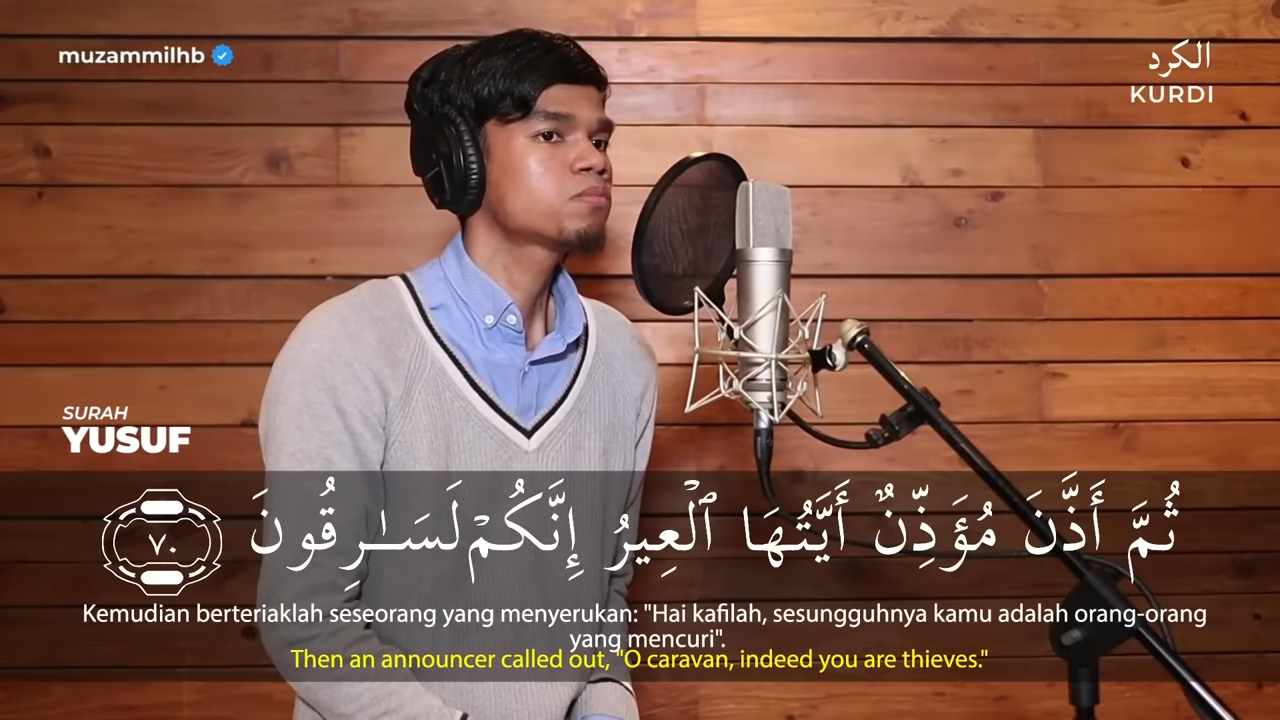 muzammilhb
الكرد
KURDI
SURAH
YUSUF
ثُمَّ أَذَّنَ مُؤَذِّنٌ أَيَّتُهَا ٱلْعِيرُ إِنَّكُمْ لَسَـٰرِقُونَ ٧٠
Kemudian berteriaklah seseorang yang menyerukan: "Hai kafilah, sesungguhnya kamu adalah orang-orang
yang mencuri".
Then an announcer called out, "O caravan, indeed you are thieves."